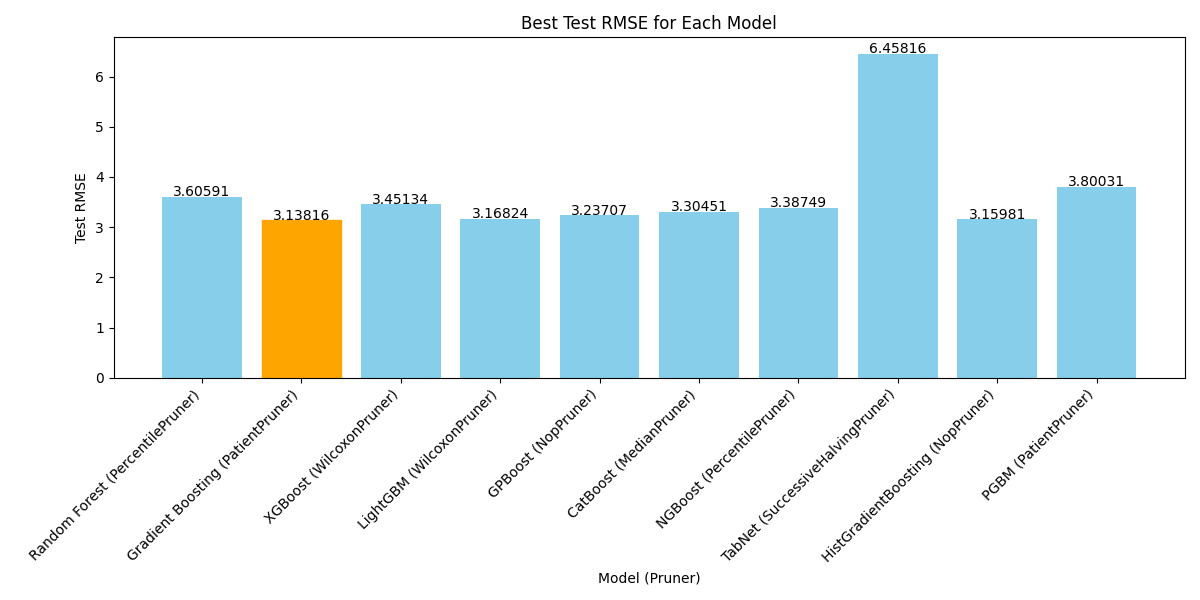 Best Test RMSE for Each Model
Test RMSE
6
5
4
3
2
1
0
3.60591
3.13816
3.45134
3.16824
3.23707
3.30451
3.38749
6.45816
3.15981
3.80031
Random Forest (PercentilePruner)
Gradient Boosting (PatientPruner)
XGBoost (WilcoxonPruner)
LightGBM (WilcoxonPruner)
GPBoost (NopPruner)
CatBoost (MedianPruner)
NGBoost (PercentilePruner)
TabNet (SuccessiveHalvingPruner)
HistGradientBoosting (NopPruner)
PGBM (PatientPruner)
Model (Pruner)